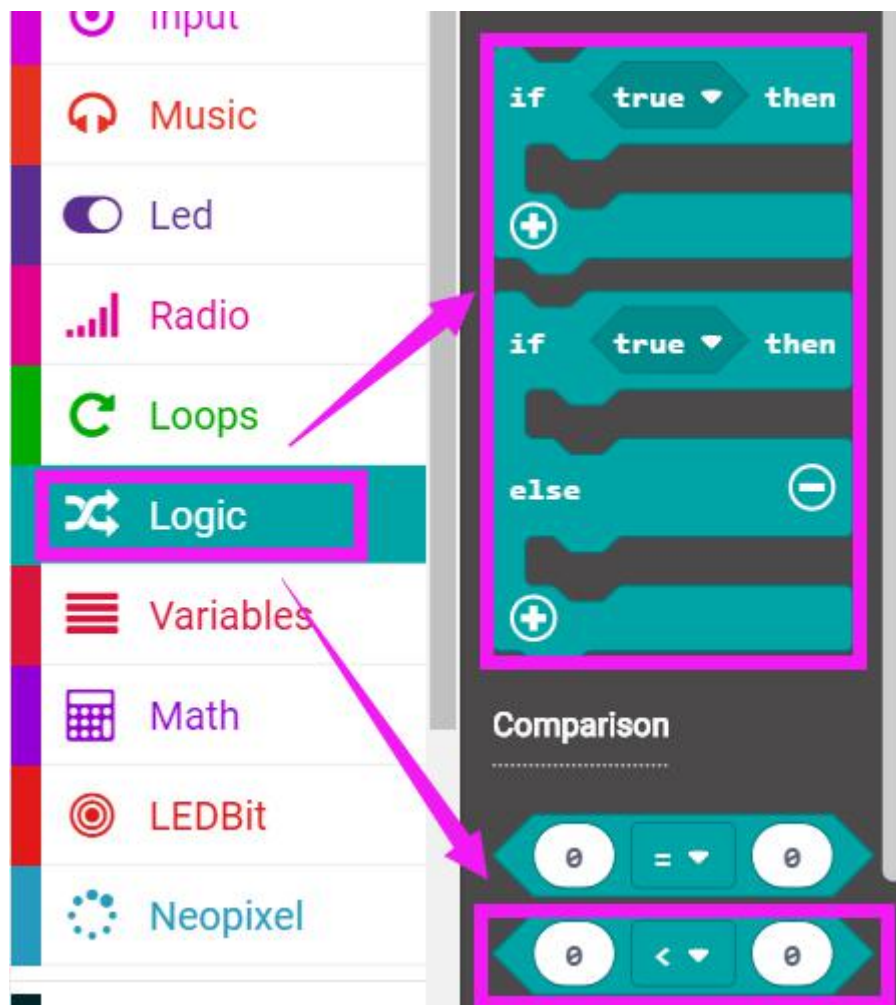 Input
Music
Led
Radio
Loops
Logic
Variables
Math
LEDBit
Neopixel
if true then
if true then
else
Comparison
0 = 0
0 < 0